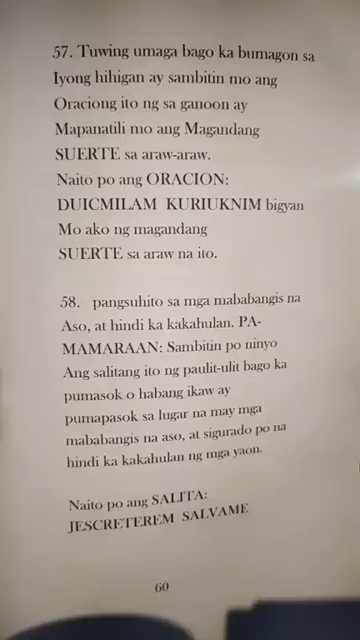 57. Tuwing umaga bago ka bumagon sa
Iyong hihigan ay sambitin mo ang
Oraciong ito ng sa ganoon ay
Mapanatili mo ang Magandang
SUERTE sa araw-araw.
Naito po ang ORACION:
DUICMILAM KURIUKNIM bigyan
Mo ako ng magandang
SUERTE sa araw na ito.
58. pangsuhito sa mga mababangis na
Aso, at hindi ka kakahulan. PA-
MAMARAAN: Sambitin po ninyo
Ang salitang ito ng paulit-ulit bago ka
pumasok o habang ikaw ay
pumapasok sa lugar na may mga
mababangis na aso, at sigurado po na
hindi ka kakahulan ng mga yaon.
Naito po ang SALITA:
JESCRETEREM SALVAME
60